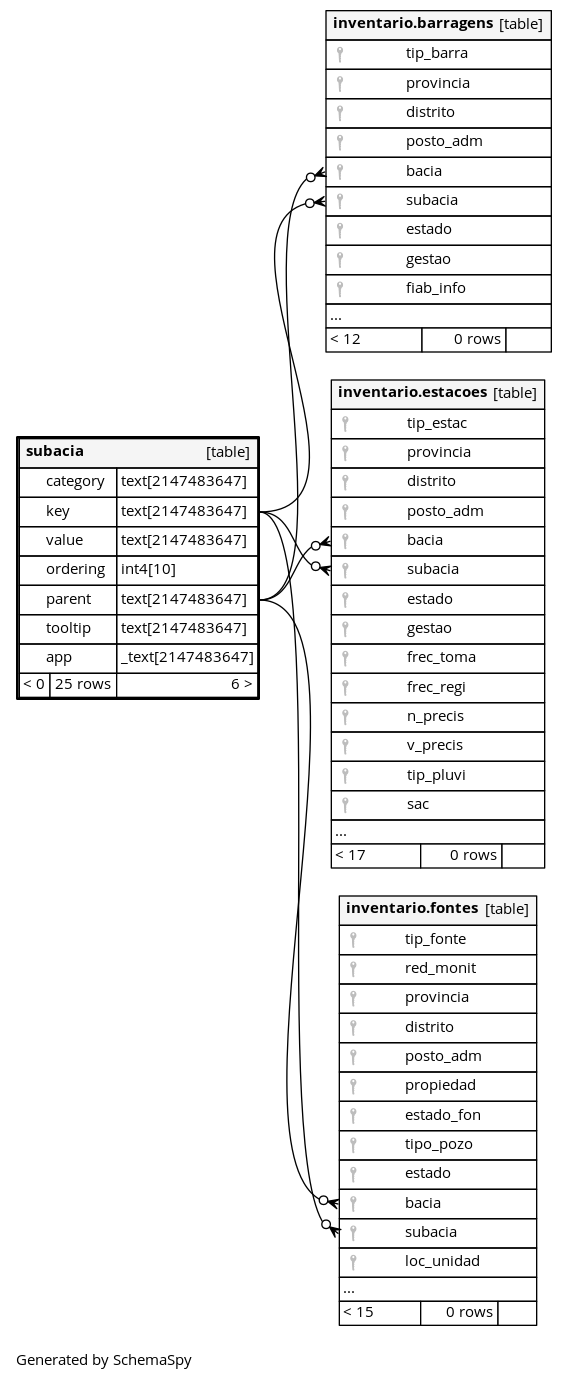 inventario.barragens [table]
tip_barra
provincia
distrito
posto_adm
bacia
subacia
estado
gestao
fiab_info
...
< 12 0 rows
inventario.estacoes [table]
tip_estac
provincia
distrito
posto_adm
bacia
subacia
estado
gestao
frec_toma
frec_regi
n_precis
v_precis
tip_pluvi
sac
...
< 17 0 rows
subacia [table]
category text[2147483647]
key text[2147483647]
value text[2147483647]
ordering int4[10]
parent text[2147483647]
tooltip text[2147483647]
app _text[2147483647]
< 0 25 rows 6 >
inventario.fontes [table]
tip_fonte
red_monit
provincia
distrito
posto_adm
propiedad
estado_fon
tipo_pozo
estado
bacia
subacia
loc_unidad
...
< 15 0 rows
Generated by SchemaSpy